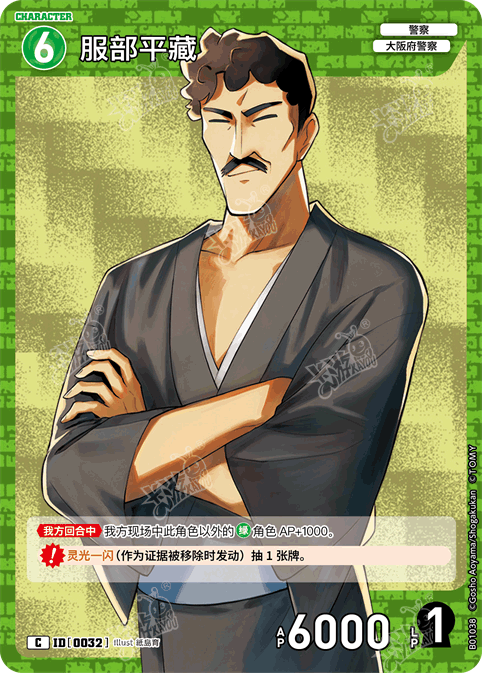 CHARACTER
6
服部平藏
警察
大阪府警察
我方回合中 我方现场中此角色以外的 绿 角色 AP+1000。
灵光一闪(作为证据被移除时发动) 抽 1 张牌。
C ID[0032] Illust 紙島育
AP 6000 LP 1
B01038 ©Gosho Aoyama/Shogakukan ©TOMY